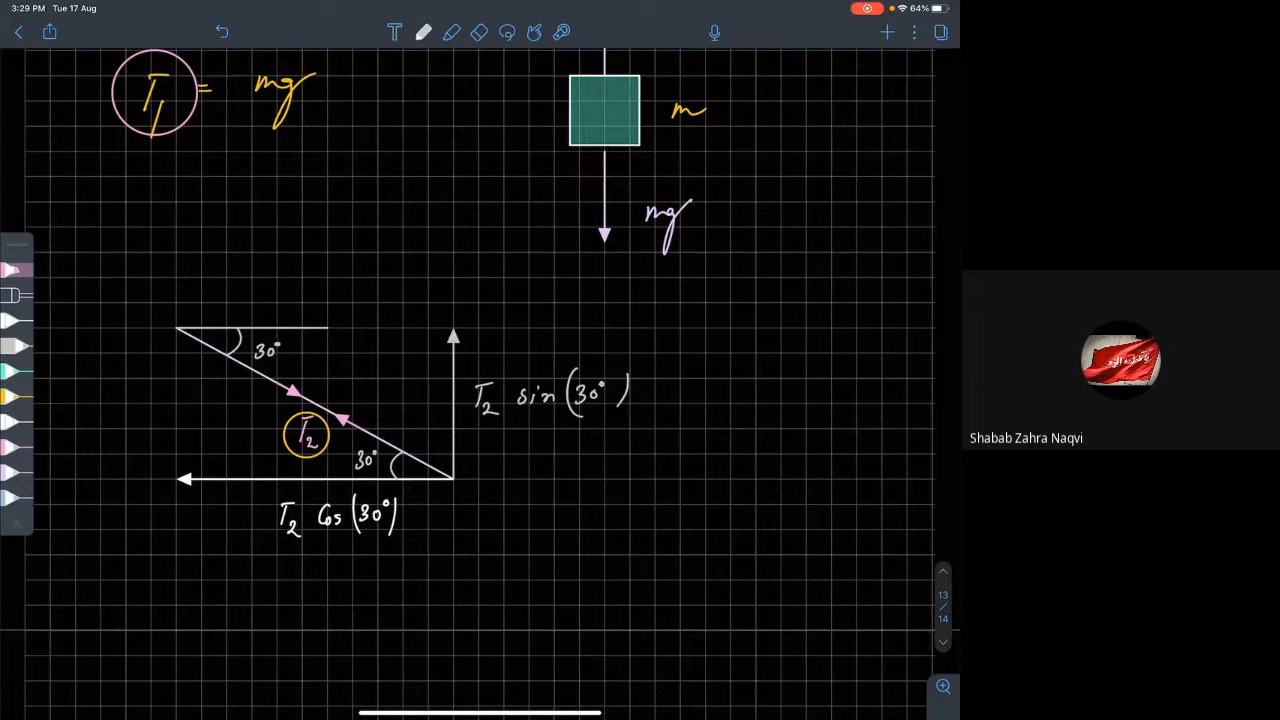 3:29 PM Tue 17 Aug
64%
T
T₁ = mg
m
mg
30°
T₂ sin (30°)
T₂
30°
T₂ Cos (30°)
Shabab Zahra Naqvi
13
/
14